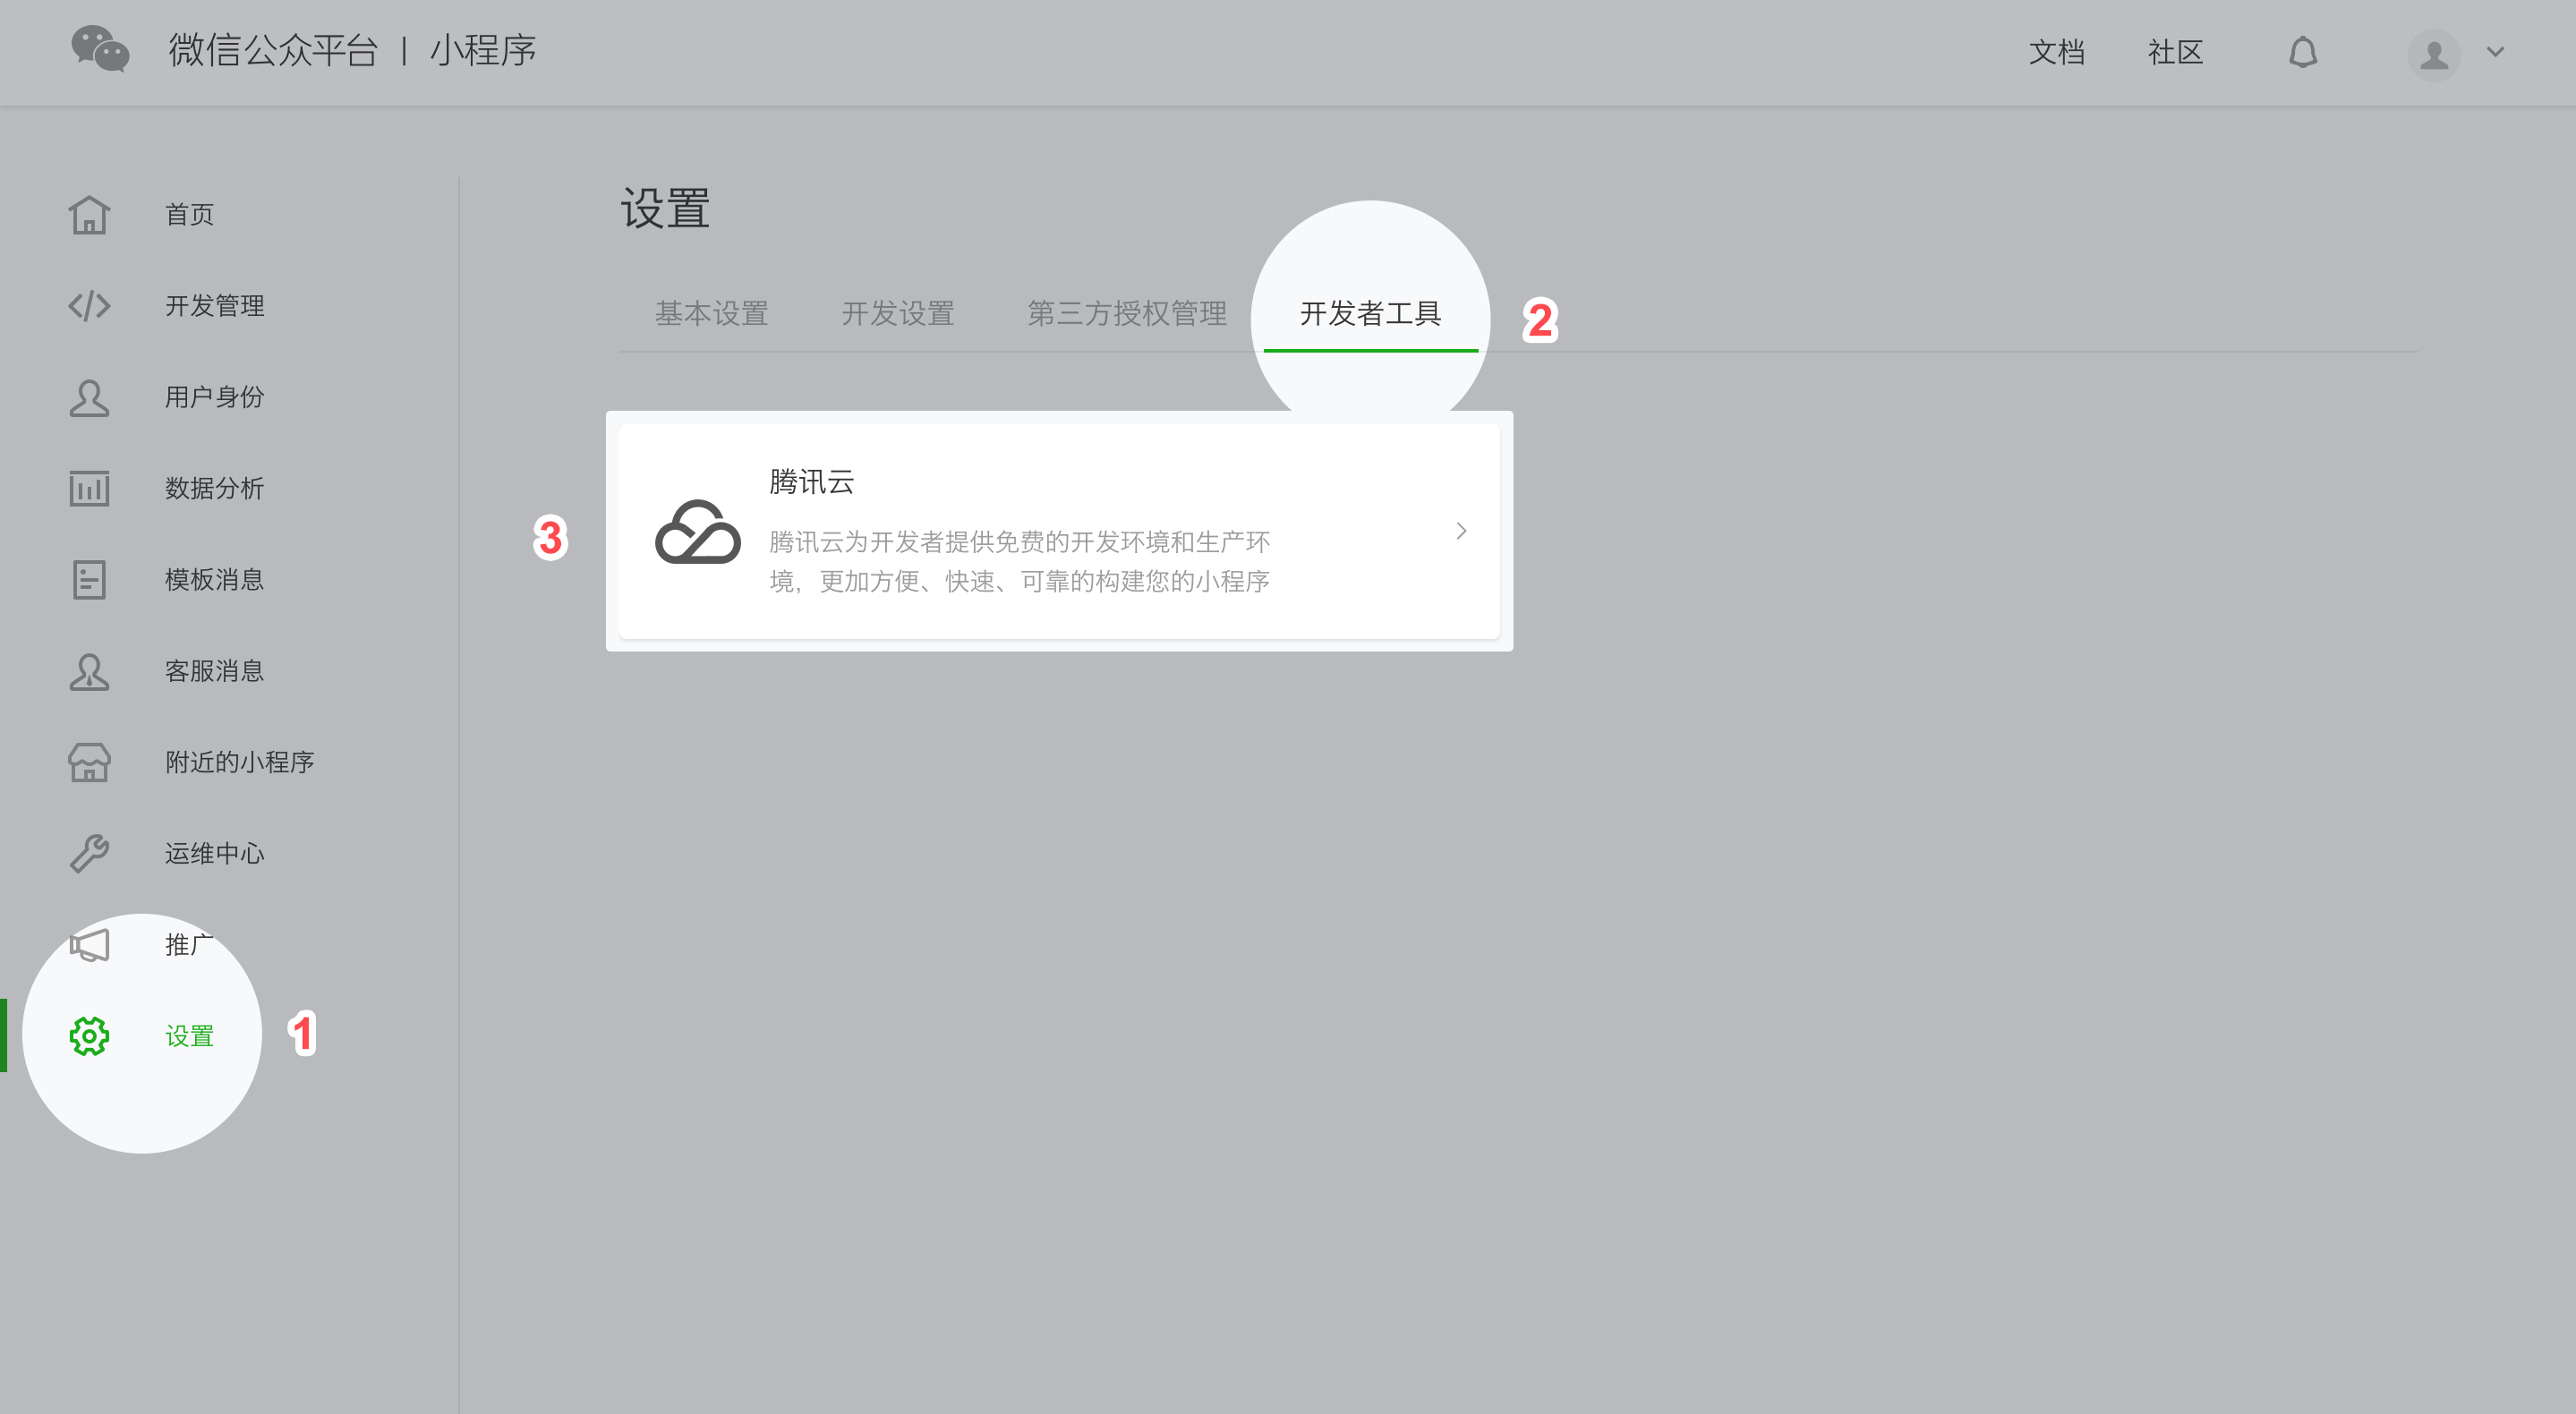 微信公众平台 | 小程序
文档 社区
首页
开发管理
用户身份
数据分析
模板消息
客服消息
附近的小程序
运维中心
推广
设置
1
设置
基本设置 开发设置 第三方授权管理 开发者工具
2
3
腾讯云
腾讯云为开发者提供免费的开发环境和生产环
境，更加方便、快速、可靠的构建您的小程序